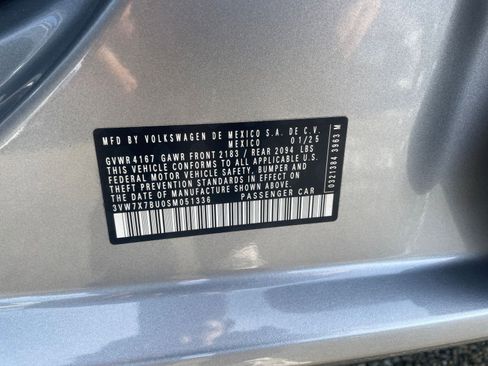 MFD BY VOLKSWAGEN DE MEXICO S.A. DE C.V.
MEXICO 01/25
GVWR 4167 GAWR FRONT 2183 / REAR 2094 LBS
THIS VEHICLE CONFORMS TO ALL APPLICABLE U.S.
FEDERAL MOTOR VEHICLE SAFETY, BUMPER AND
THEFT PREVENTION STANDARDS IN EFFECT ON
THE DATE OF MANUFACTURE SHOWN ABOVE.
3VW7X7BU0SM051336 PASSENGER CAR
0321384 3963 M